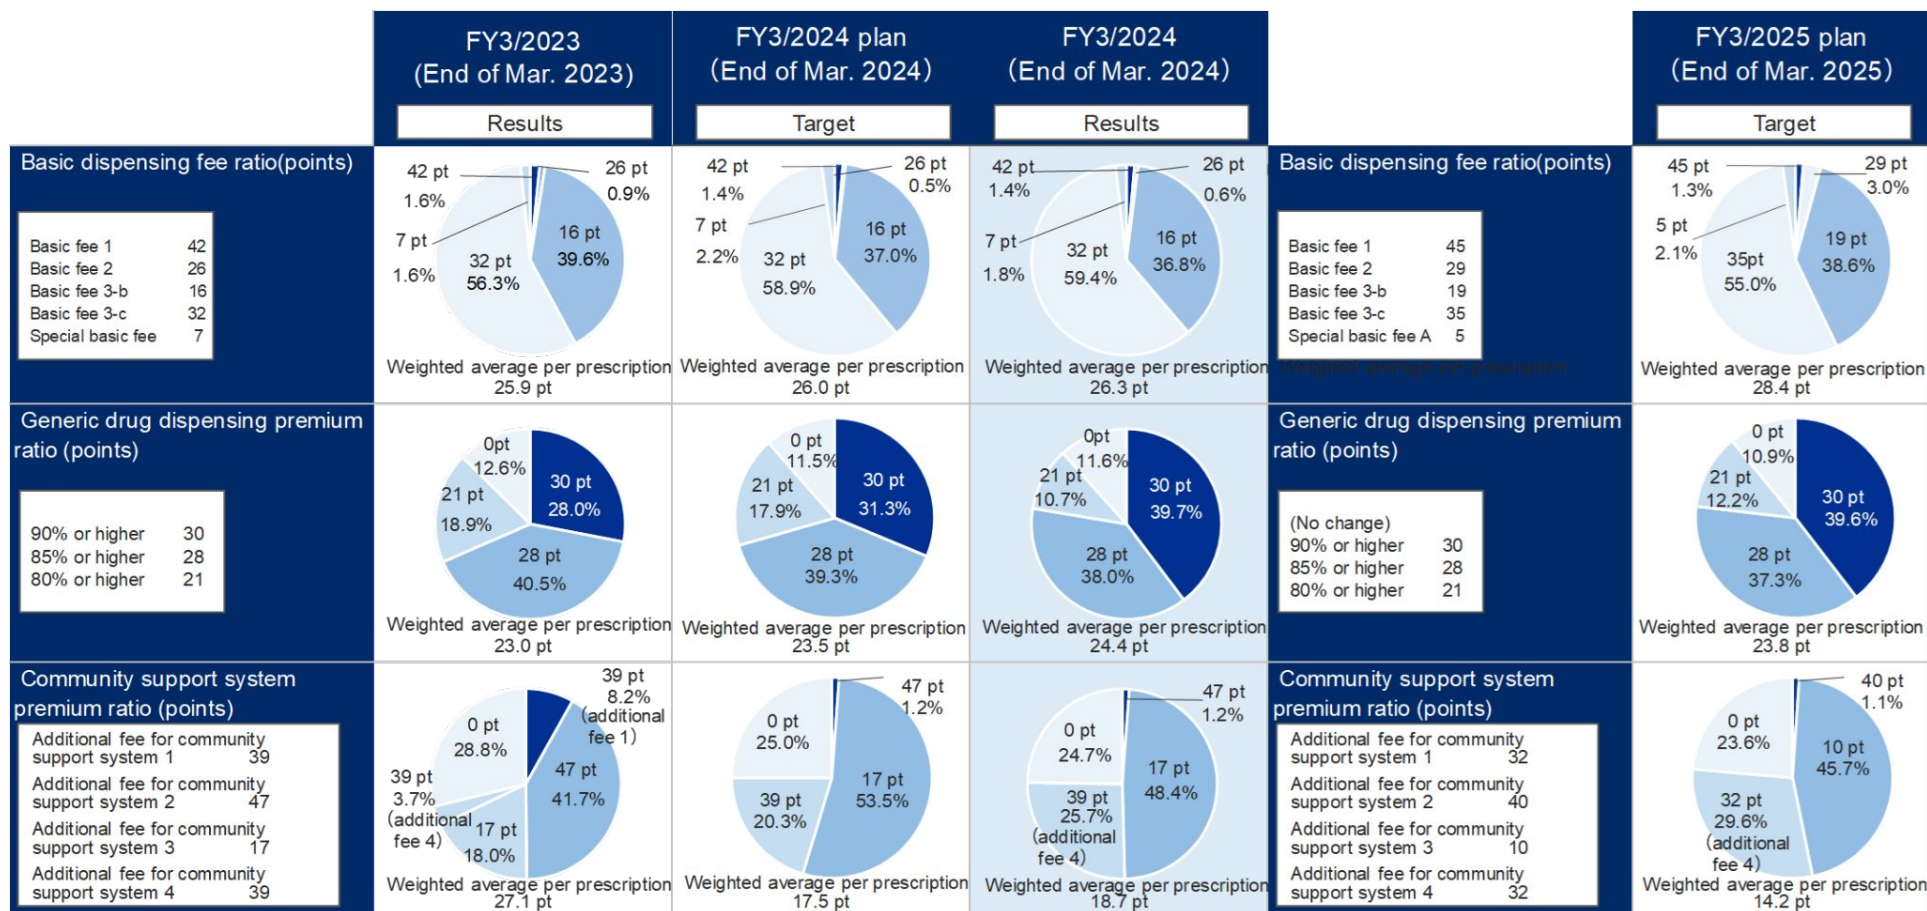 FY3/2023
(End of Mar. 2023)
Results
FY3/2024 plan
(End of Mar. 2024)
Target
FY3/2024
(End of Mar. 2024)
Results
FY3/2025 plan
(End of Mar. 2025)
Target
Basic dispensing fee ratio(points)
Basic fee 1 42
Basic fee 2 26
Basic fee 3-b 16
Basic fee 3-c 32
Special basic fee 7
42 pt
1.6%
26 pt
0.9%
7 pt
1.6%
16 pt
39.6%
32 pt
56.3%
Weighted average per prescription
25.9 pt
42 pt
1.4%
26 pt
0.5%
7 pt
2.2%
16 pt
37.0%
32 pt
58.9%
Weighted average per prescription
26.0 pt
42 pt
1.4%
26 pt
0.6%
7 pt
1.8%
16 pt
36.8%
32 pt
59.4%
Weighted average per prescription
26.3 pt
Basic dispensing fee ratio(points)
Basic fee 1 45
Basic fee 2 29
Basic fee 3-b 19
Basic fee 3-c 35
Special basic fee A 5
Weighted average per prescription
45 pt
1.3%
29 pt
3.0%
5 pt
2.1%
19 pt
38.6%
35pt
55.0%
Weighted average per prescription
28.4 pt
Generic drug dispensing premium
ratio (points)
90% or higher 30
85% or higher 28
80% or higher 21
0pt
12.6%
30 pt
28.0%
21 pt
18.9%
28 pt
40.5%
Weighted average per prescription
23.0 pt
0 pt
11.5%
30 pt
31.3%
21 pt
17.9%
28 pt
39.3%
Weighted average per prescription
23.5 pt
0pt
11.6%
30 pt
39.7%
21 pt
10.7%
28 pt
38.0%
Weighted average per prescription
24.4 pt
Generic drug dispensing premium
ratio (points)
(No change)
90% or higher 30
85% or higher 28
80% or higher 21
0 pt
10.9%
30 pt
39.6%
21 pt
12.2%
28 pt
37.3%
Weighted average per prescription
23.8 pt
Community support system
premium ratio (points)
Additional fee for community
support system 1 39
Additional fee for community
support system 2 47
Additional fee for community
support system 3 17
Additional fee for community
support system 4 39
39 pt
8.2%
(additional
fee 1)
0 pt
28.8%
47 pt
41.7%
39 pt
3.7%
(additional
fee 4)
17 pt
18.0%
Weighted average per prescription
27.1 pt
47 pt
1.2%
0 pt
25.0%
17 pt
53.5%
39 pt
20.3%
Weighted average per prescription
17.5 pt
47 pt
1.2%
0 pt
24.7%
17 pt
48.4%
39 pt
25.7%
(additional
fee 4)
Weighted average per prescription
18.7 pt
Community support system
premium ratio (points)
Additional fee for community
support system 1 32
Additional fee for community
support system 2 40
Additional fee for community
support system 3 10
Additional fee for community
support system 4 32
40 pt
1.1%
0 pt
23.6%
10 pt
45.7%
32 pt
29.6%
(additional
fee 4)
Weighted average per prescription
14.2 pt